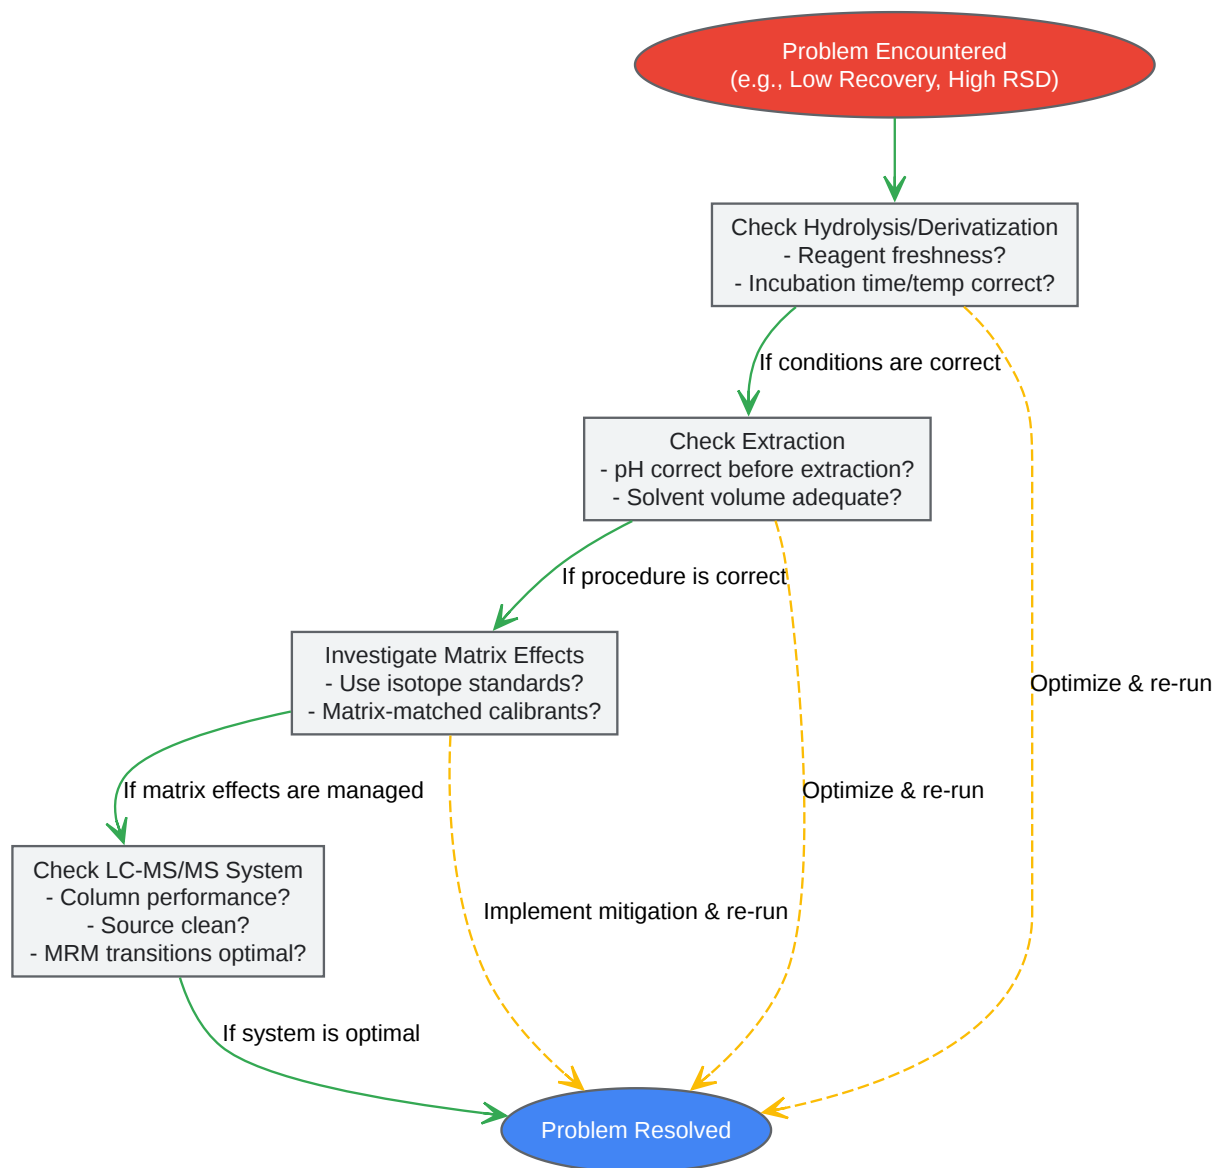 Problem Encountered
(e.g., Low Recovery, High RSD)
Check Hydrolysis/Derivatization
- Reagent freshness?
- Incubation time/temp correct?
If conditions are correct
Check Extraction
- pH correct before extraction?
- Solvent volume adequate?
If procedure is correct
Investigate Matrix Effects
- Use isotope standards?
- Matrix-matched calibrants?
Optimize & re-run
If matrix effects are managed
Optimize & re-run
Check LC-MS/MS System
- Column performance?
- Source clean?
- MRM transitions optimal?
Implement mitigation & re-run
If system is optimal
Problem Resolved